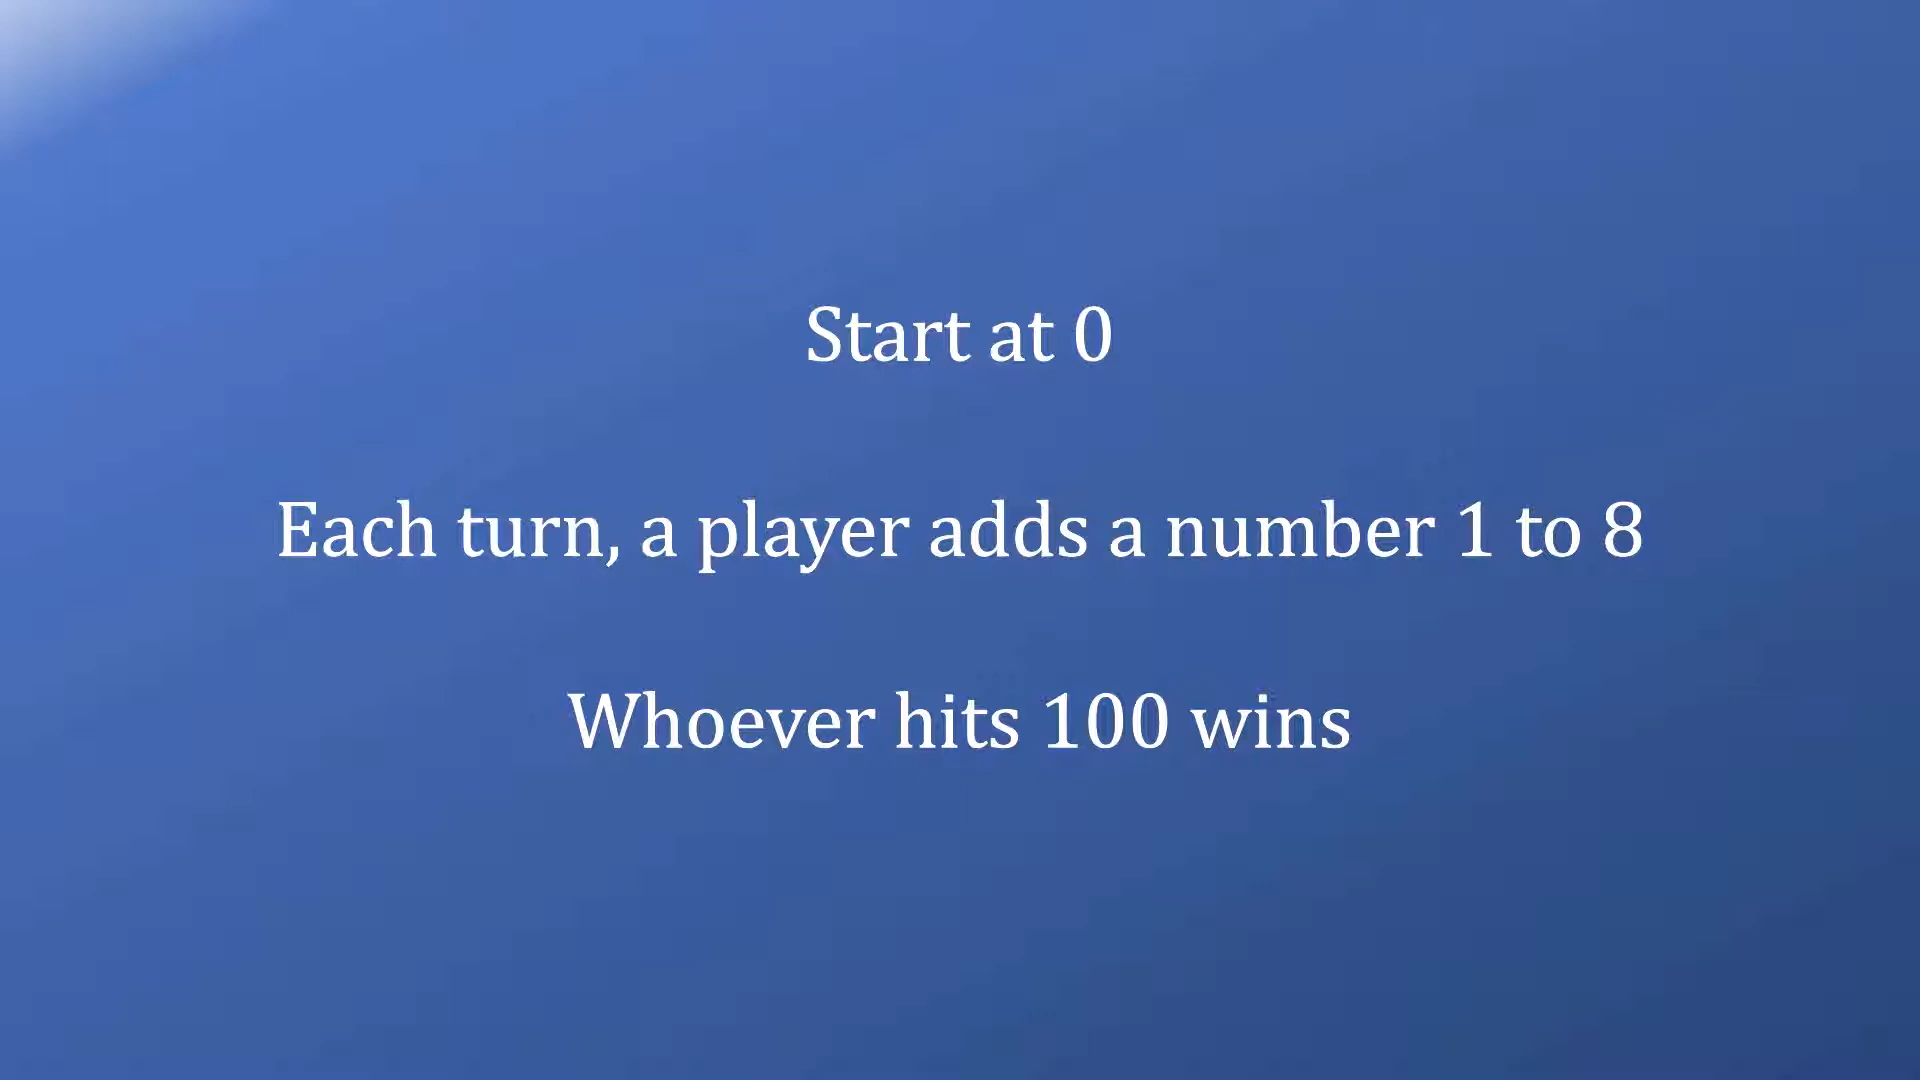 Start at 0
Each turn, a player adds a number 1 to 8
Whoever hits 100 wins